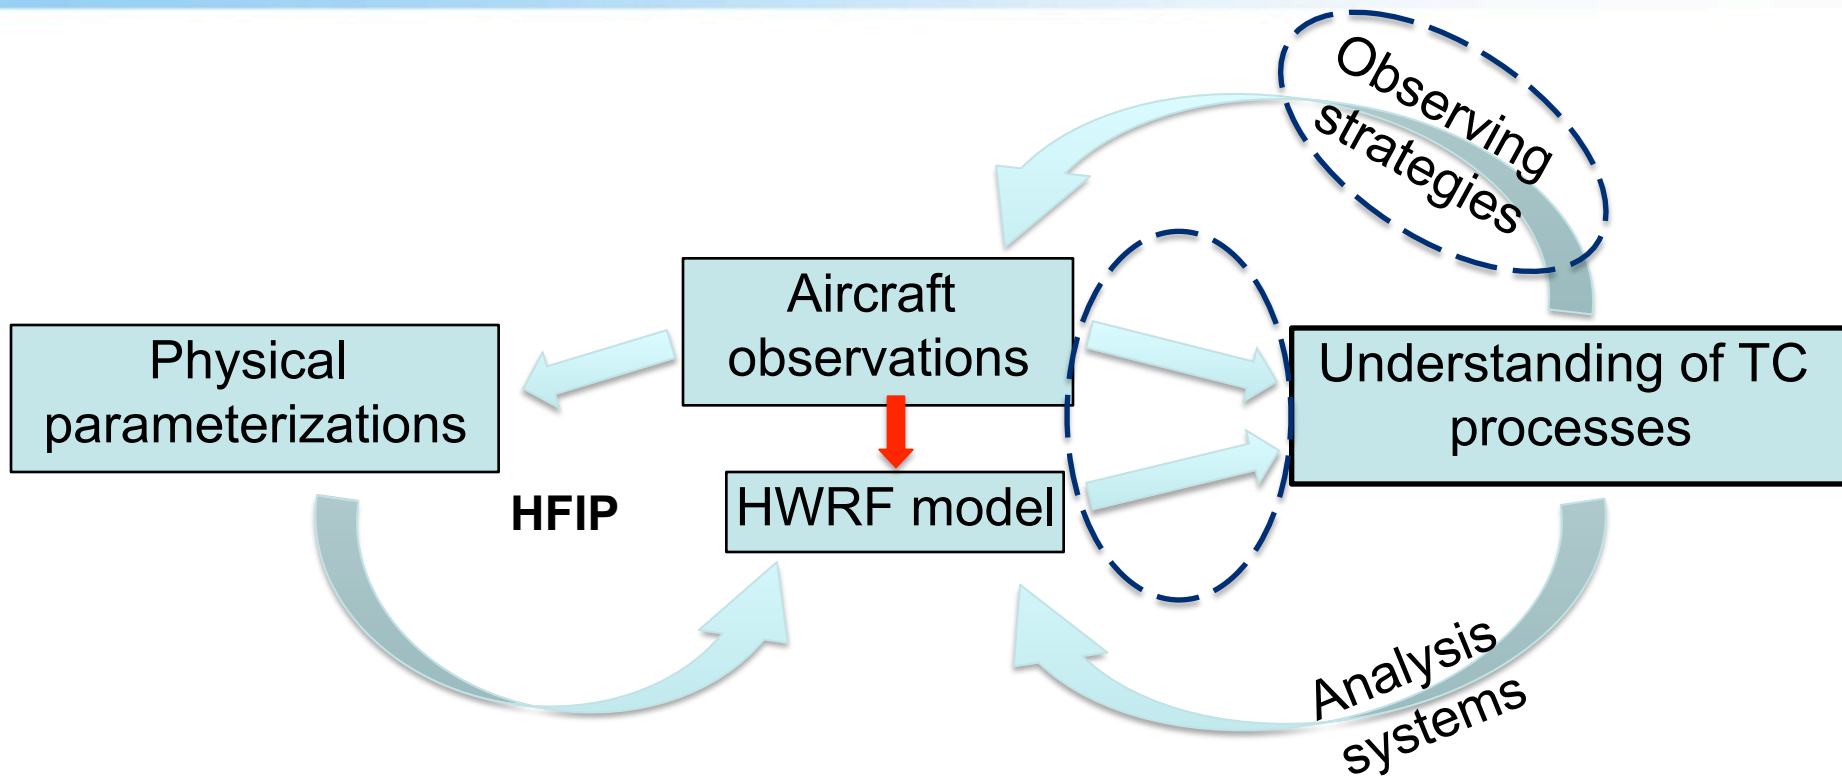 Observing
strategies
Aircraft
observations
Physical
parameterizations
Understanding of TC
processes
HFIP
HWRF model
Analysis
systems